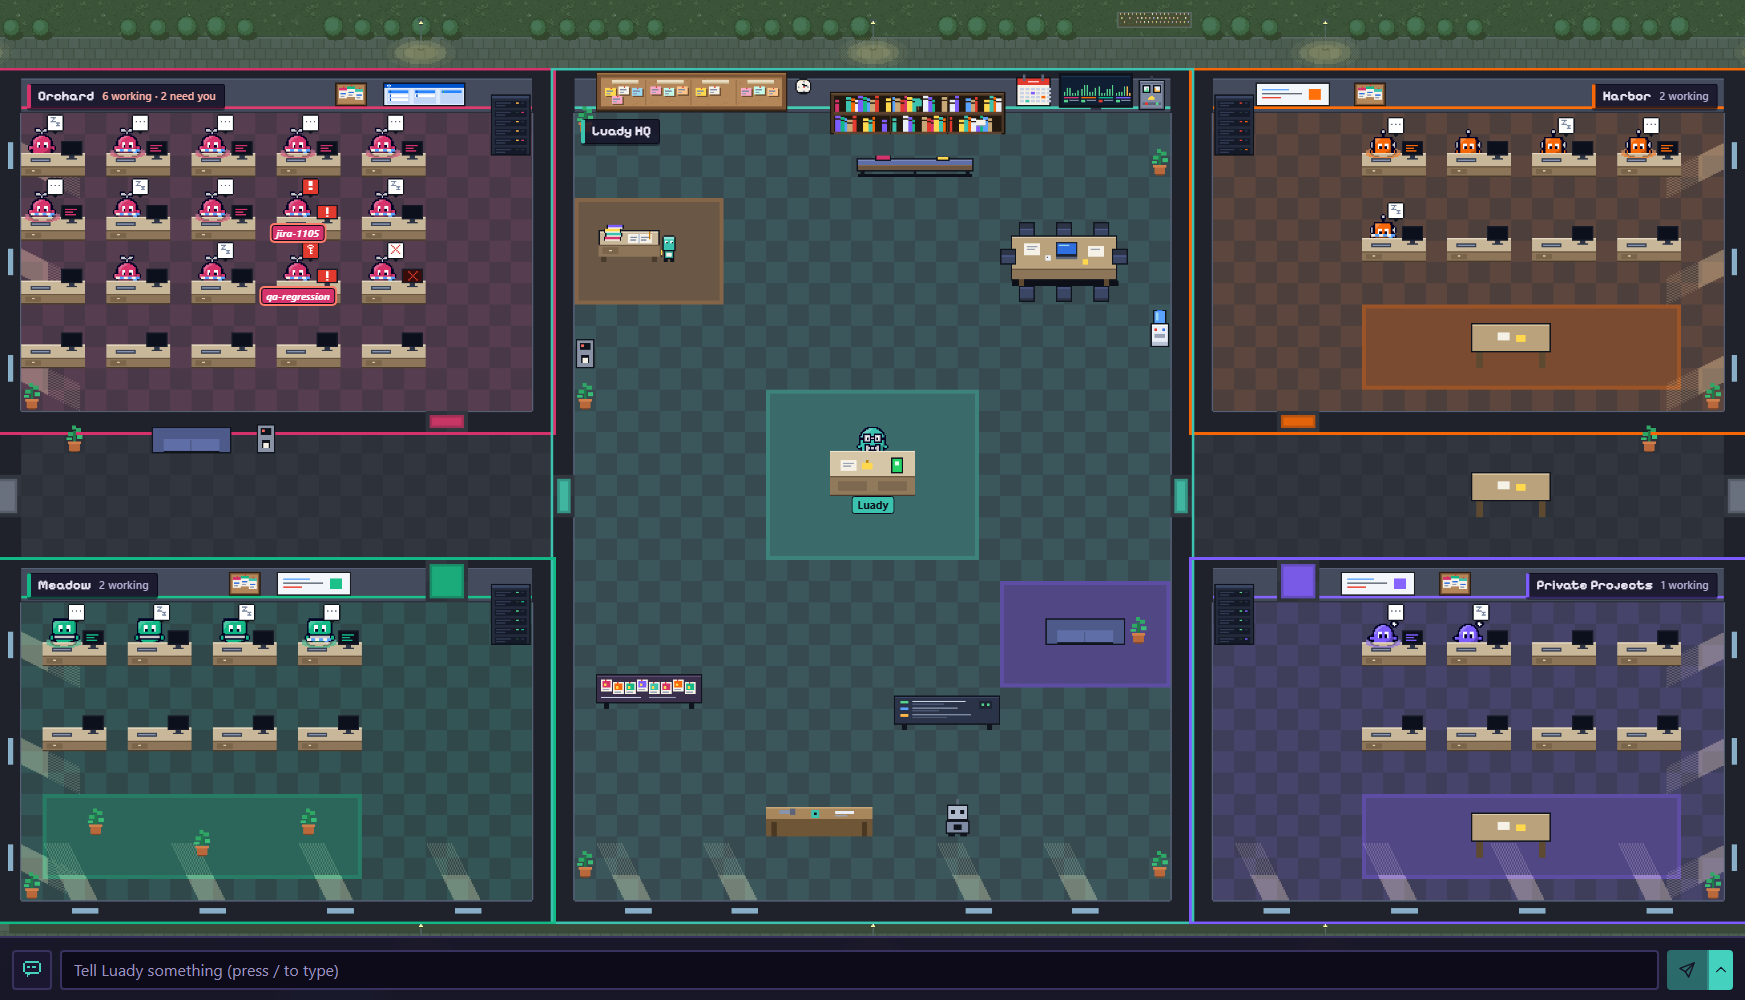 Orchard 6 working · 2 need you
Luady HQ
Harbor 2 working
jira-1105
qa-regression
Luady
Meadow 2 working
Private Projects 1 working
Tell Luady something (press / to type)